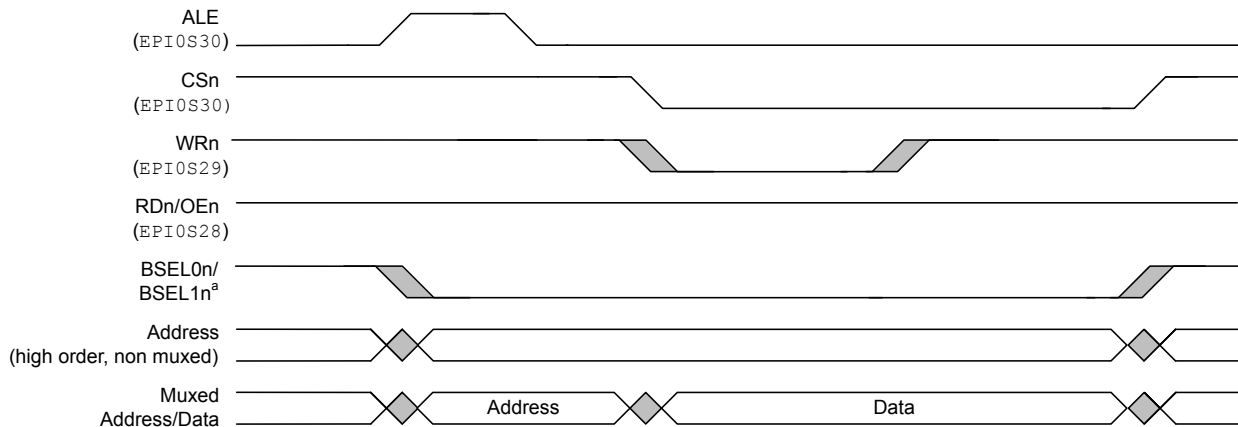 ALE
(EPI0S30)
CSn
(EPI0S30)
WRn
(EPI0S29)
RDn/OEn
(EPI0S28)
BSEL0n/
BSEL1nª
Address
(high order, non muxed)
Muxed
Address/Data
Address
Data